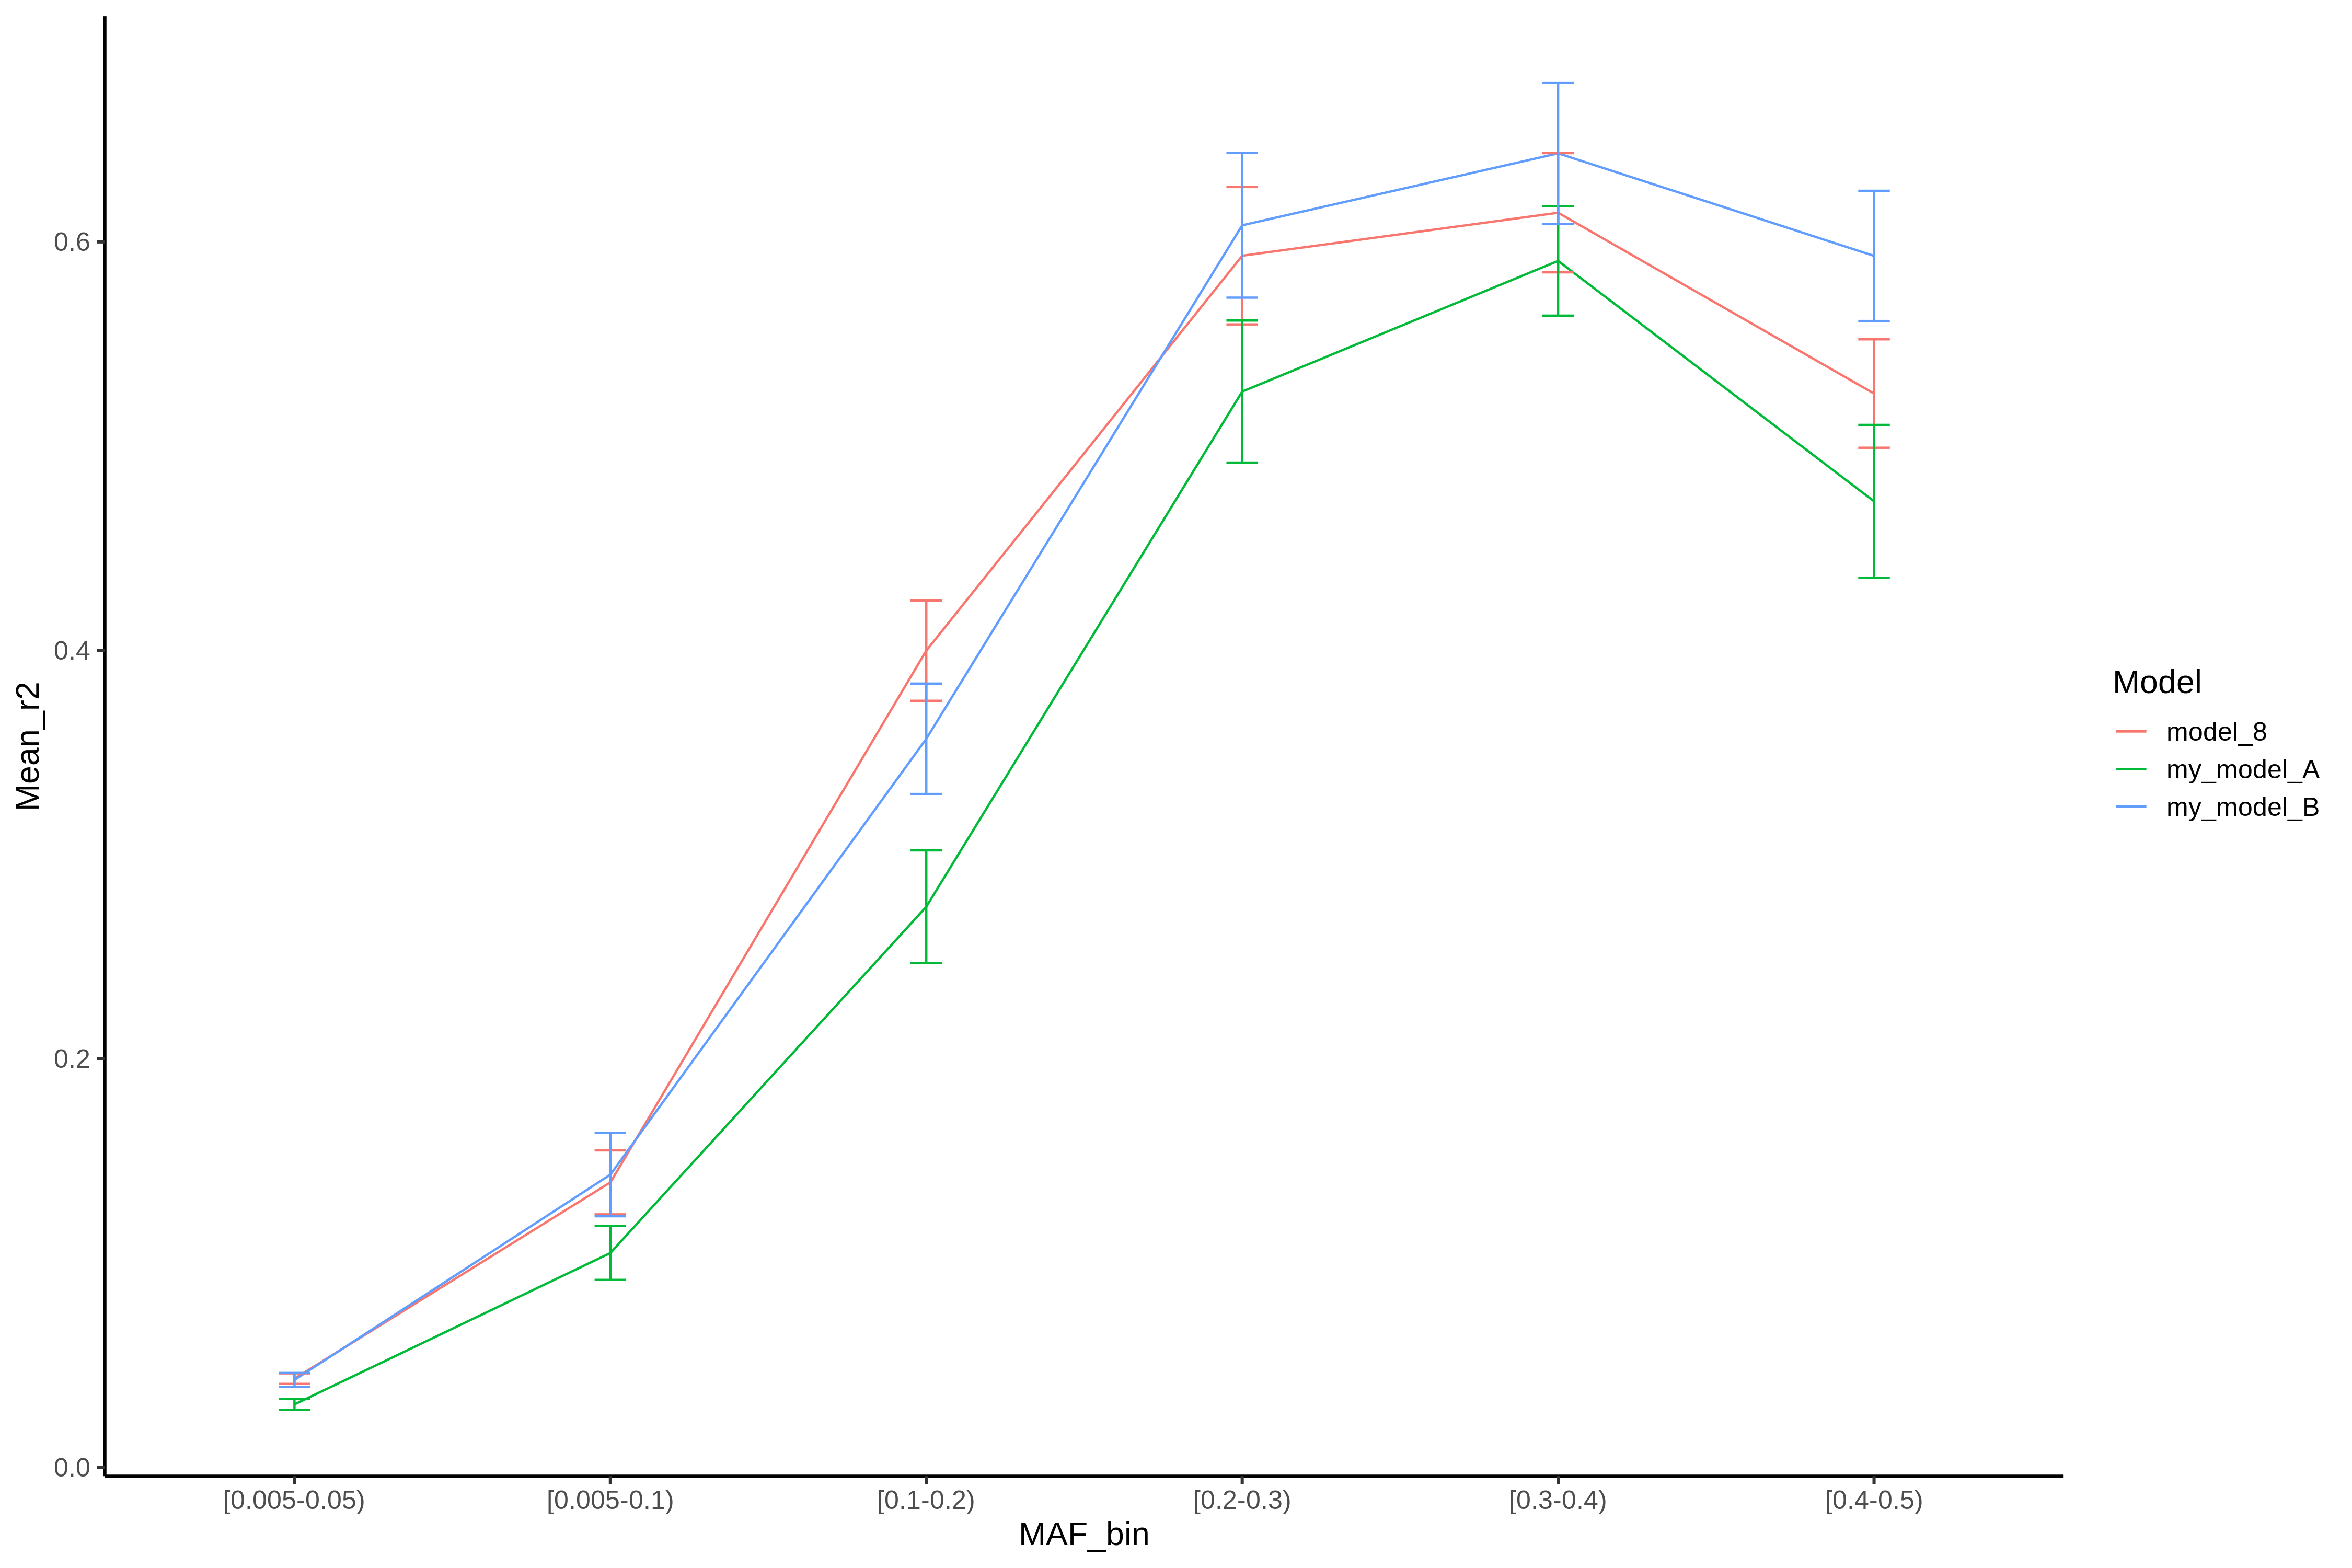 0.6
0.4
0.2
0.0
Mean_r2
[0.005-0.05)
[0.005-0.1)
[0.1-0.2)
[0.2-0.3)
[0.3-0.4)
[0.4-0.5)
MAF_bin
Model
model_8
my_model_A
my_model_B